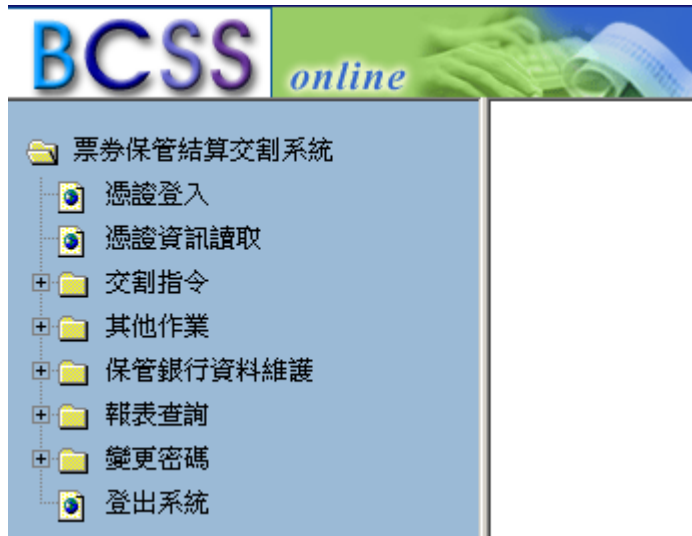 BCSS online
票券保管結算交割系統
憑證登入
憑證資訊讀取
交割指令
其他作業
保管銀行資料維護
報表查詢
變更密碼
登出系統